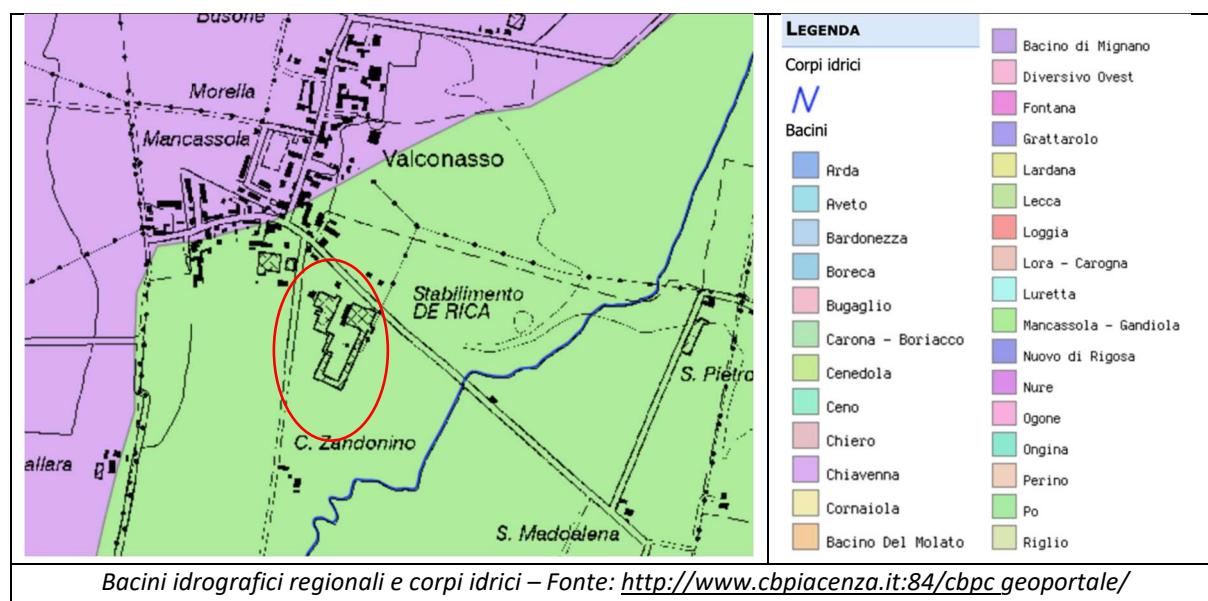 Busone
Morella
Mancassola
Valconasso
Stabilimento
DE RICA
S. Pietro
C. Zandonino
allara
S. Maddalena
LEGENDA
Corpi idrici
Bacini
Arda
Aveto
Bardonezza
Boreca
Bugaglio
Carona - Boriacco
Cenedola
Ceno
Chiero
Chiavenna
Cornaiola
Bacino Del Molato
Bacino di Mignano
Diversivo Ovest
Fontana
Grattarolo
Lardana
Lecca
Loggia
Lora - Carogna
Luretta
Mancassola - Gandiola
Nuovo di Rigosa
Nure
Ogone
Ongina
Perino
Po
Riglio
Bacini idrografici regionali e corpi idrici – Fonte: http://www.cbpiacenza.it:84/cbpc geoportale/